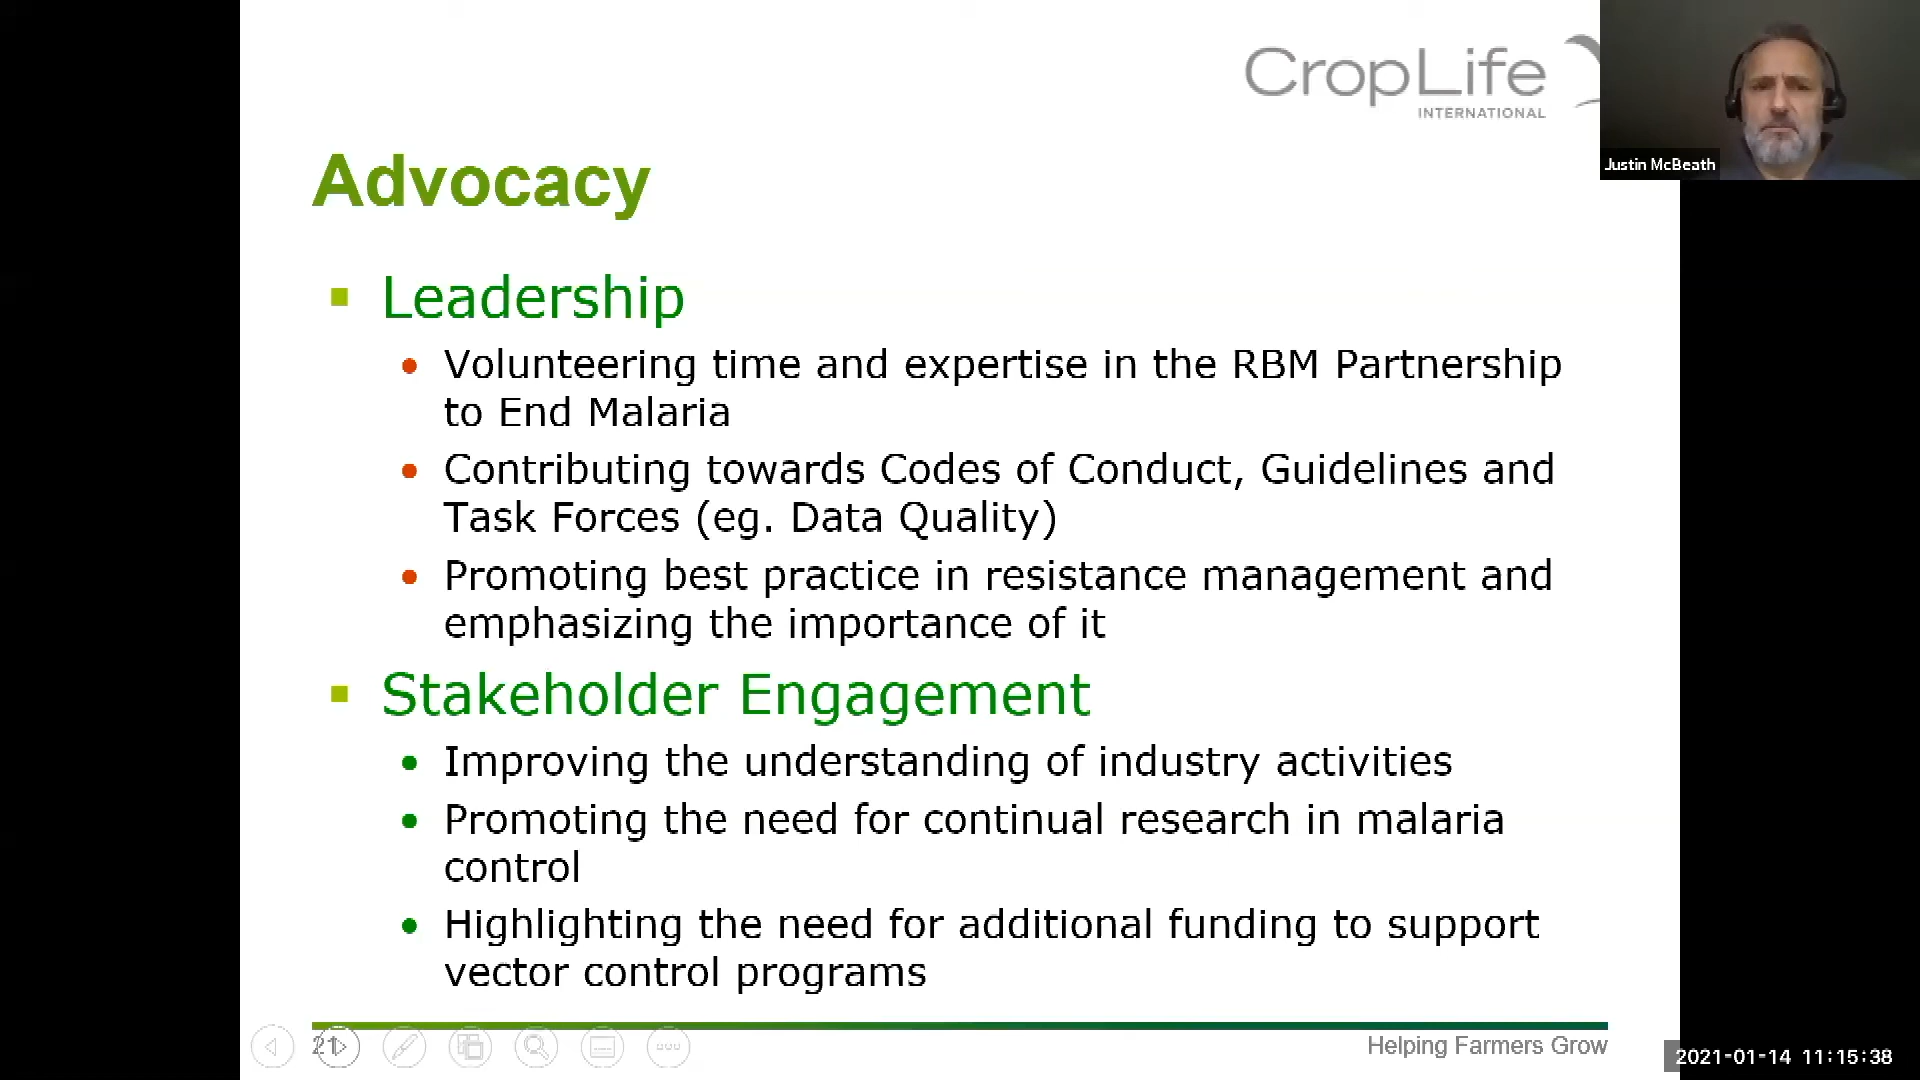 CropLife
INTERNATIONAL
Justin McBeath
Advocacy
Leadership
Volunteering time and expertise in the RBM Partnership
to End Malaria
Contributing towards Codes of Conduct, Guidelines and
Task Forces (eg. Data Quality)
Promoting best practice in resistance management and
emphasizing the importance of it
Stakeholder Engagement
Improving the understanding of industry activities
Promoting the need for continual research in malaria
control
Highlighting the need for additional funding to support
vector control programs
21
Helping Farmers Grow
2021-01-14 11:15:38